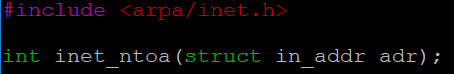 #include <arpa/inet.h>
int inet_ntoa(struct in_addr adr);